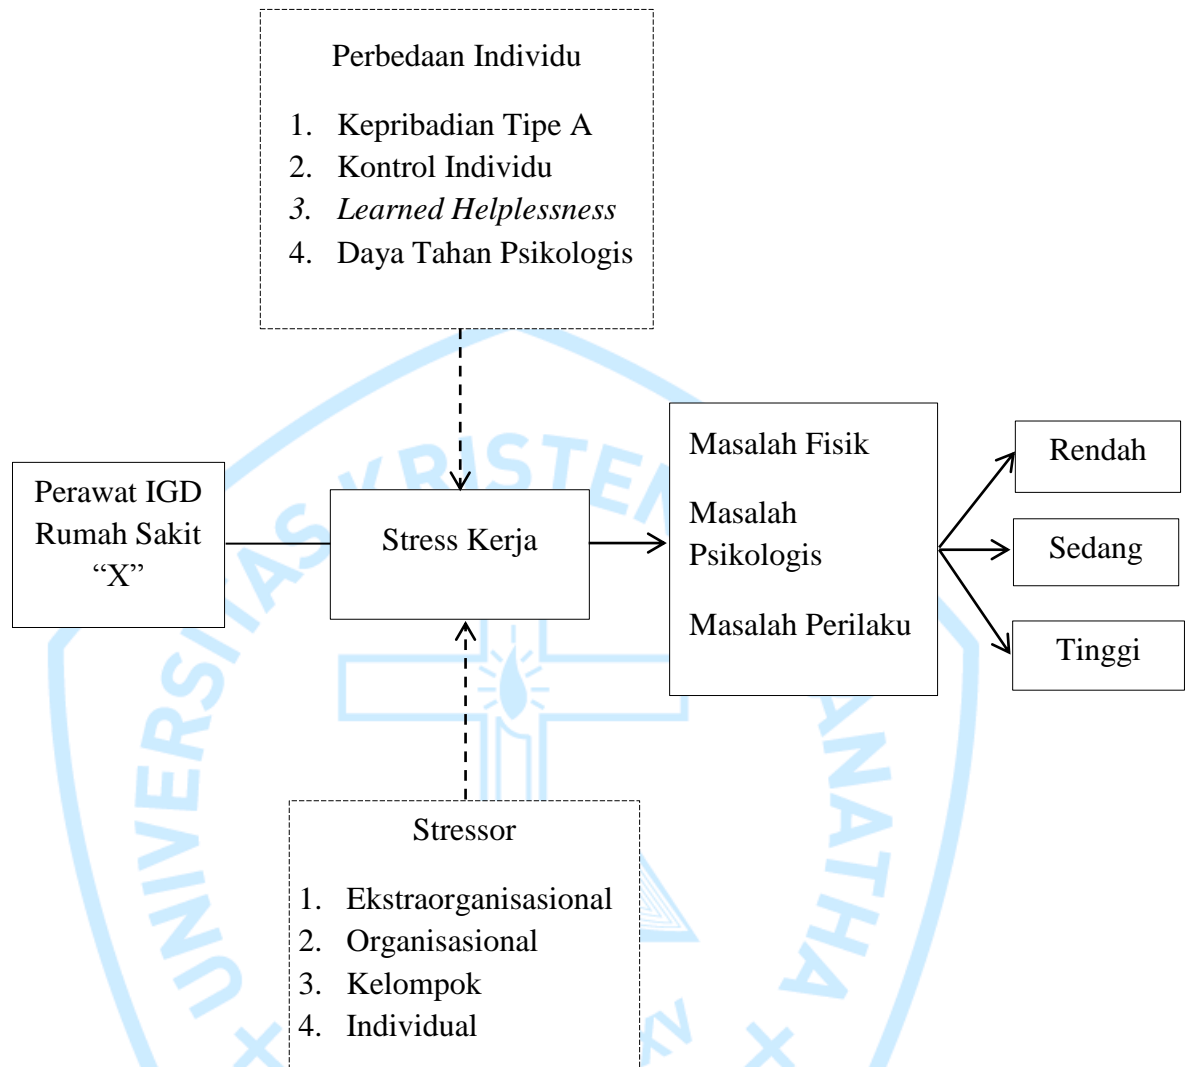 Perbedaan Individu
1. Kepribadian Tipe A
2. Kontrol Individu
3. Learned Helplessness
4. Daya Tahan Psikologis
Perawat IGD
Rumah Sakit
“X”
Stress Kerja
Masalah Fisik
Masalah
Psikologis
Masalah Perilaku
Rendah
Sedang
Tinggi
Stressor
1. Ekstraorganisasional
2. Organisasional
3. Kelompok
4. Individual